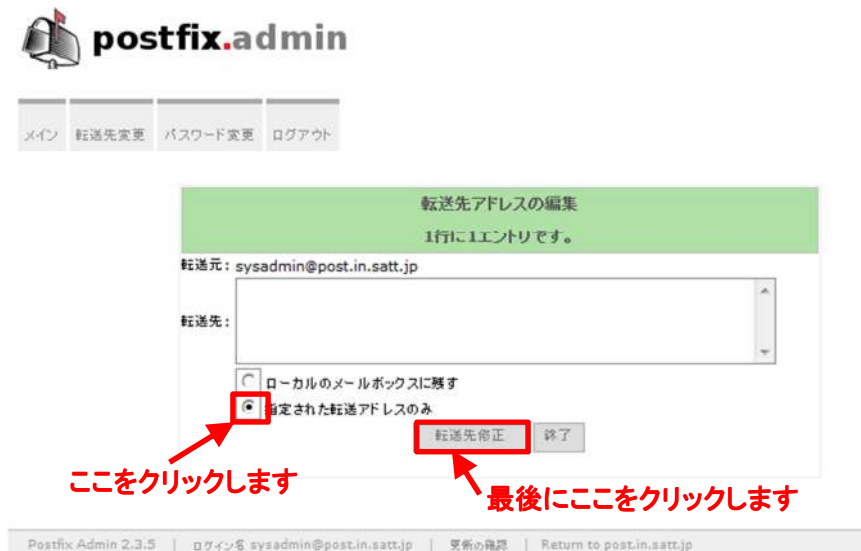 postfix.admin
メイン 転送先変更 パスワード変更 ログアウト
転送先アドレスの編集
1行に1エントリです。
転送元: sysadmin@post.in.satt.jp
転送先:
ローカルのメールボックスに残す
指定された転送アドレスのみ
転送先修正 終了
ここをクリックします
最後にここをクリックします
Postfix Admin 2.3.5 | ログイン名 sysadmin@post.in.satt.jp | 更新の確認 | Return to post.in.satt.jp